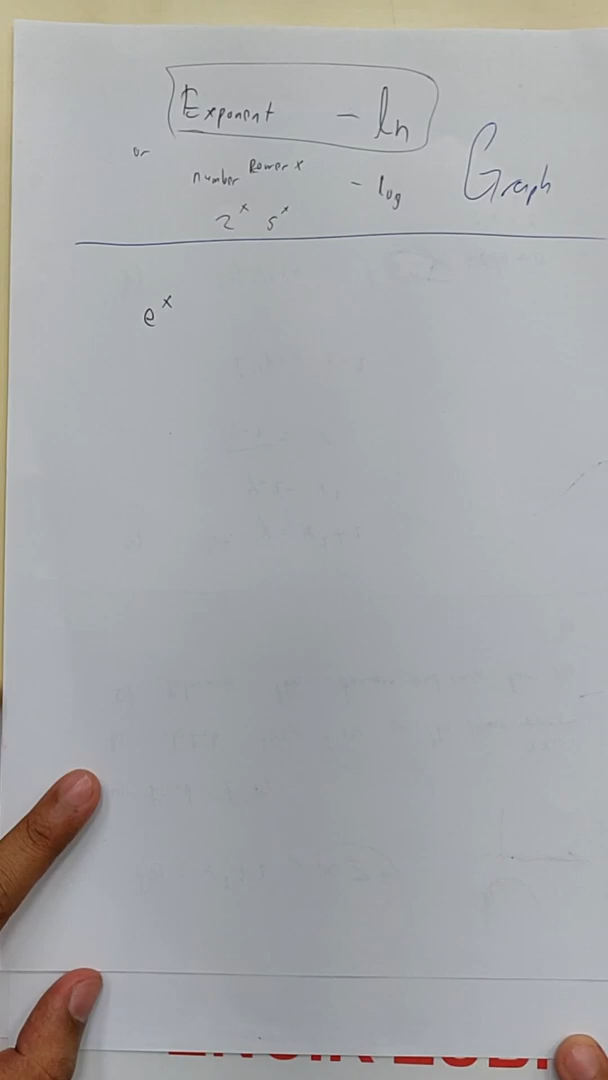 Exponent - ln
or number Power x - log
2^x 5^x
Graph
e^x